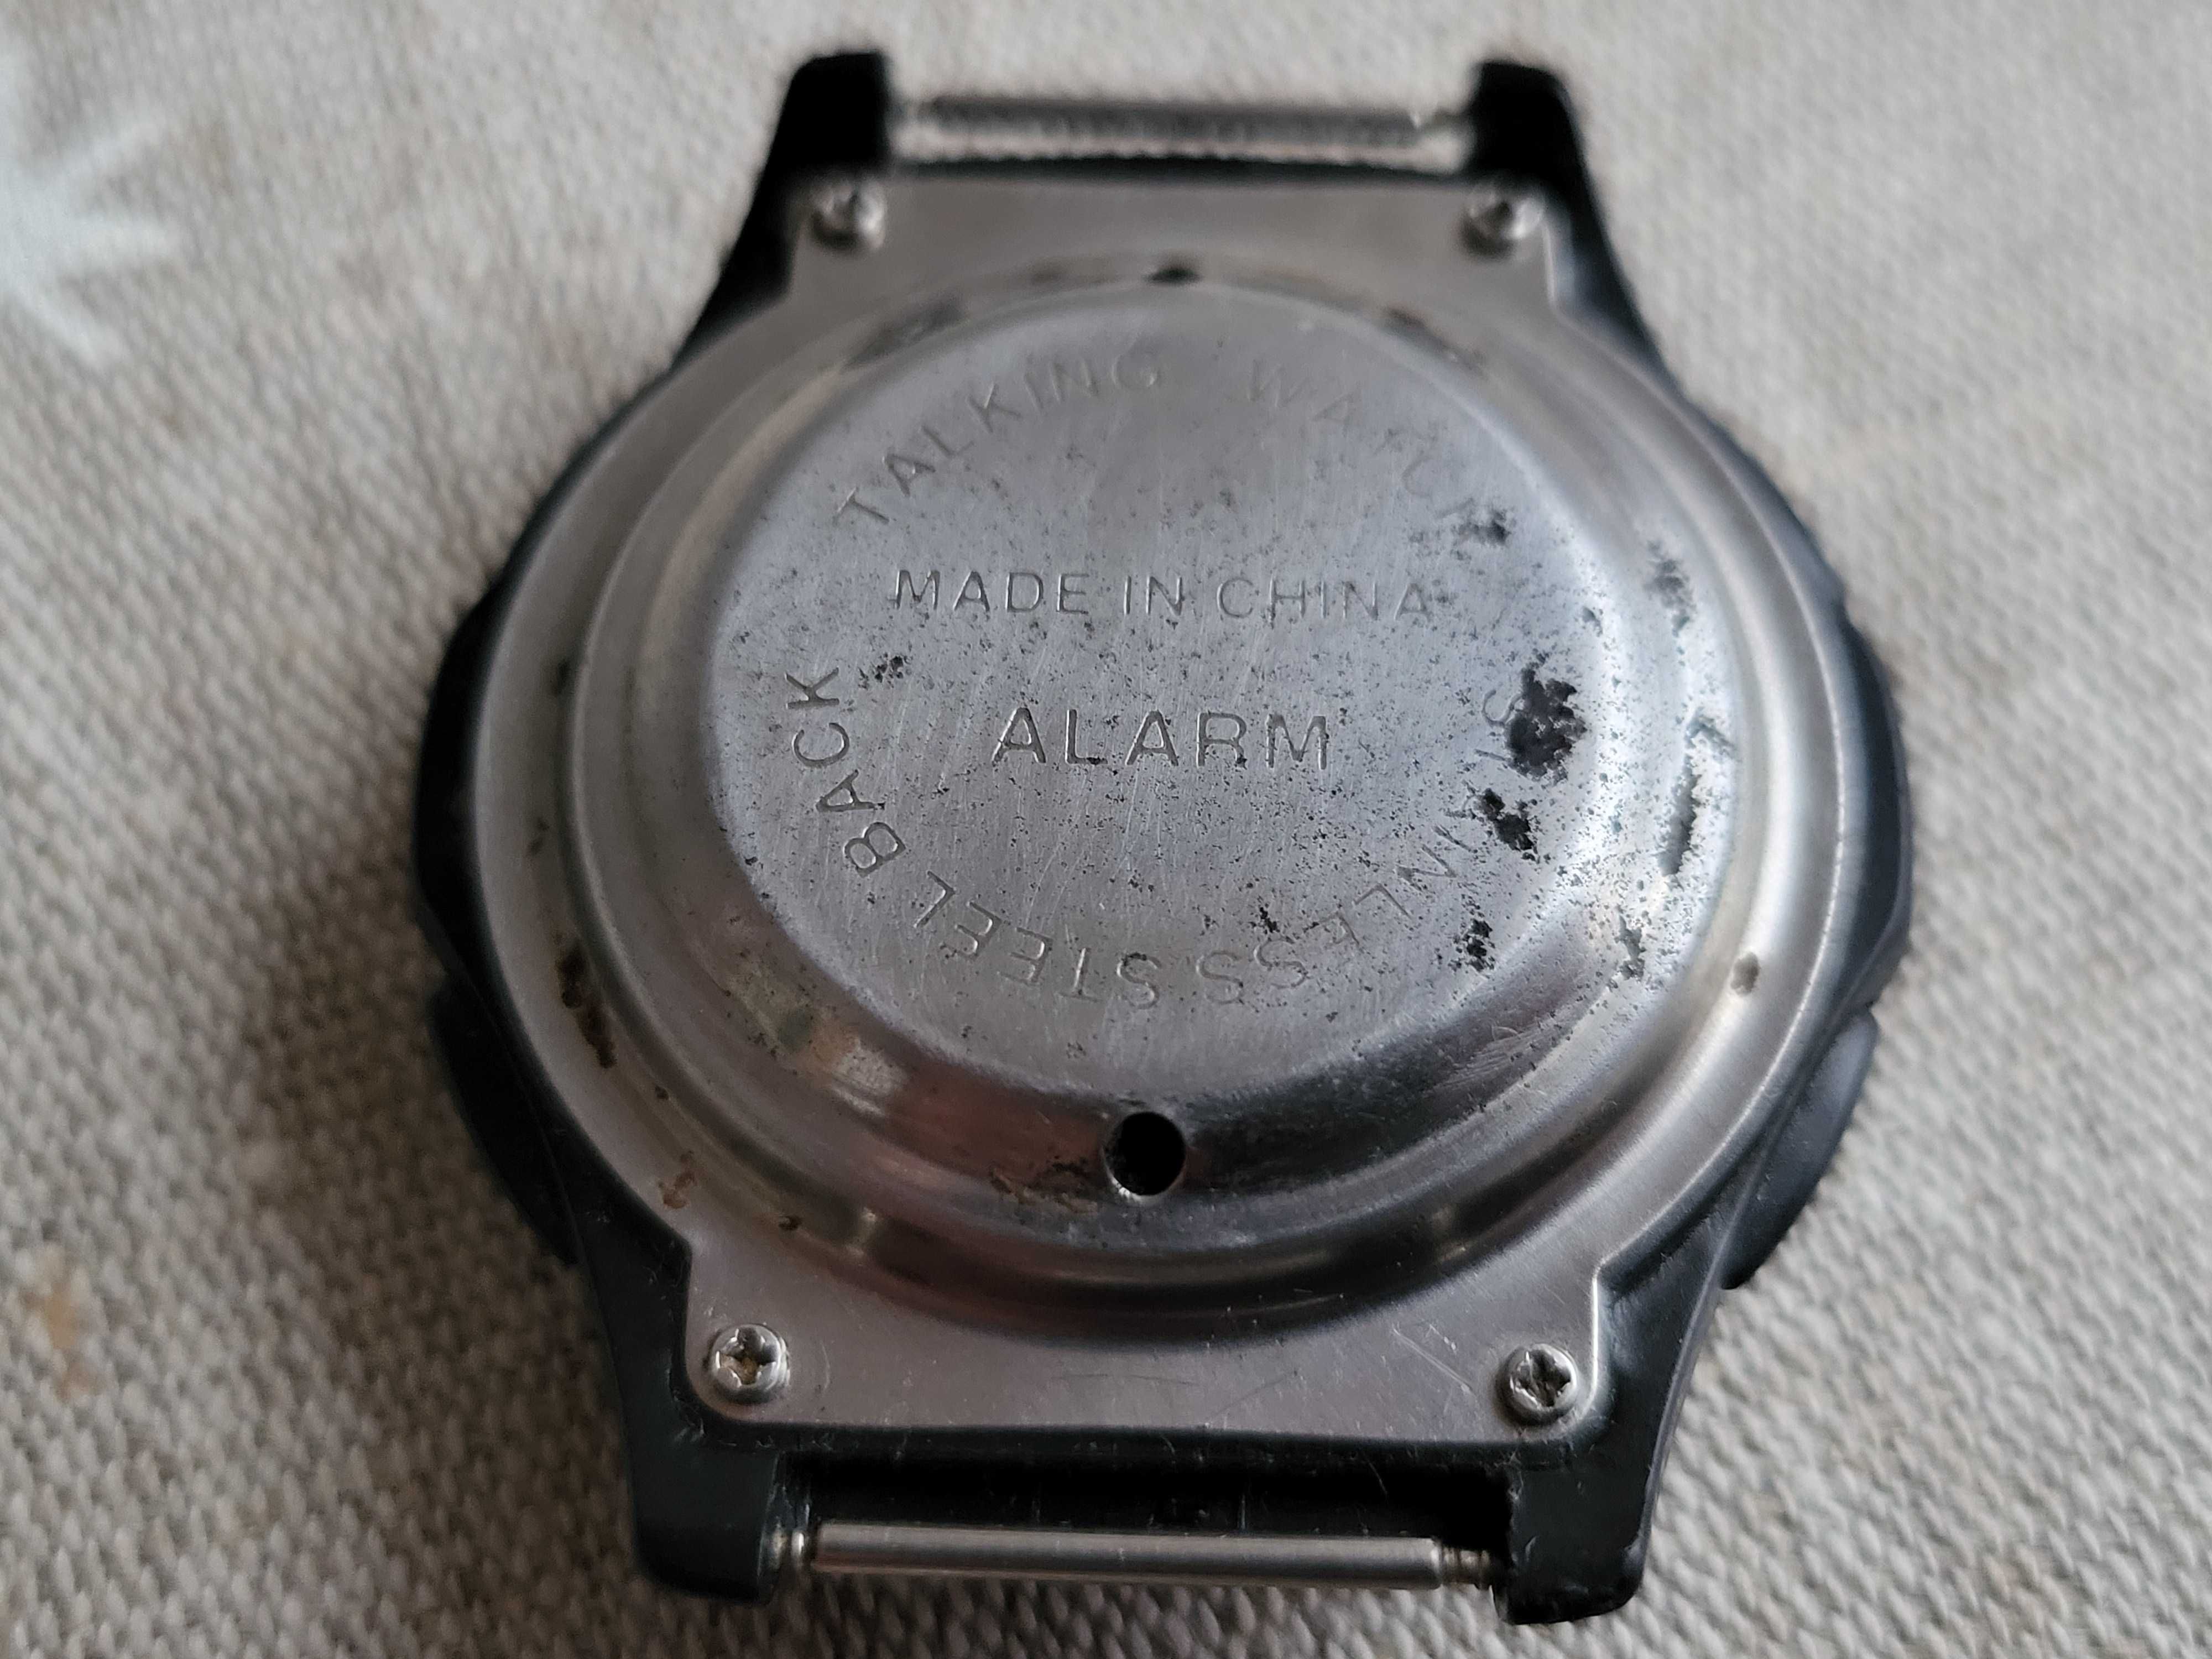 TALKING WATCH
MADE IN CHINA
ALARM
STAINLESS STEEL BACK